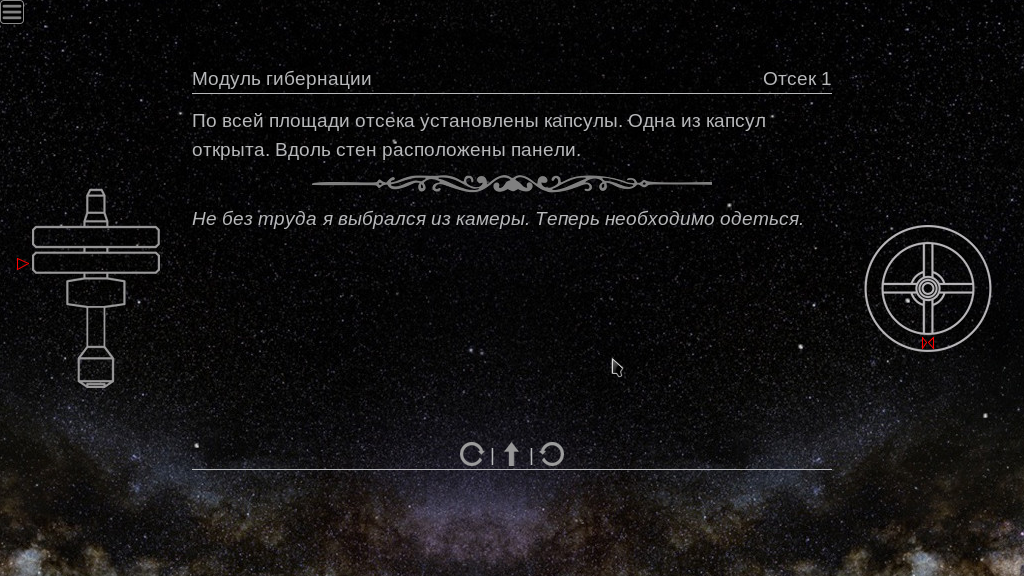 Модуль гибернации Отсек 1
По всей площади отсека установлены капсулы. Одна из капсул
открыта. Вдоль стен расположены панели.
Не без труда я выбрался из камеры. Теперь необходимо одеться.